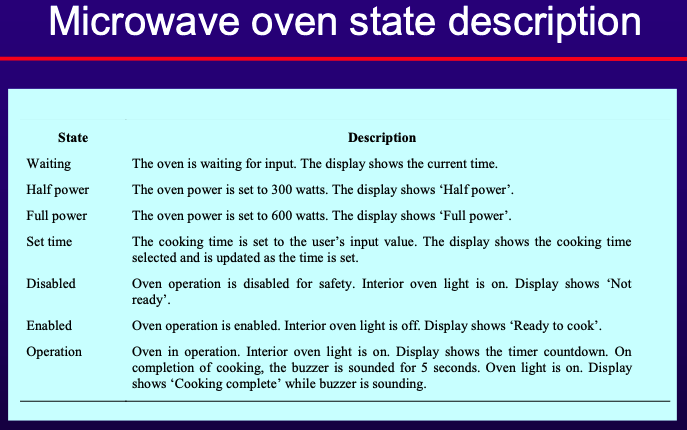 Microwave oven state description
State Description
Waiting The oven is waiting for input. The display shows the current time.
Half power The oven power is set to 300 watts. The display shows ‘Half power’.
Full power The oven power is set to 600 watts. The display shows ‘Full power’.
Set time The cooking time is set to the user’s input value. The display shows the cooking time
selected and is updated as the time is set.
Disabled Oven operation is disabled for safety. Interior oven light is on. Display shows ‘Not
ready’.
Enabled Oven operation is enabled. Interior oven light is off. Display shows ‘Ready to cook’.
Operation Oven in operation. Interior oven light is on. Display shows the timer countdown. On
completion of cooking, the buzzer is sounded for 5 seconds. Oven light is on. Display
shows ‘Cooking complete’ while buzzer is sounding.